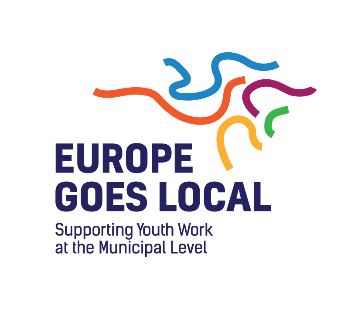 EUROPE
GOES LOCAL
Supporting Youth Work
at the Municipal Level